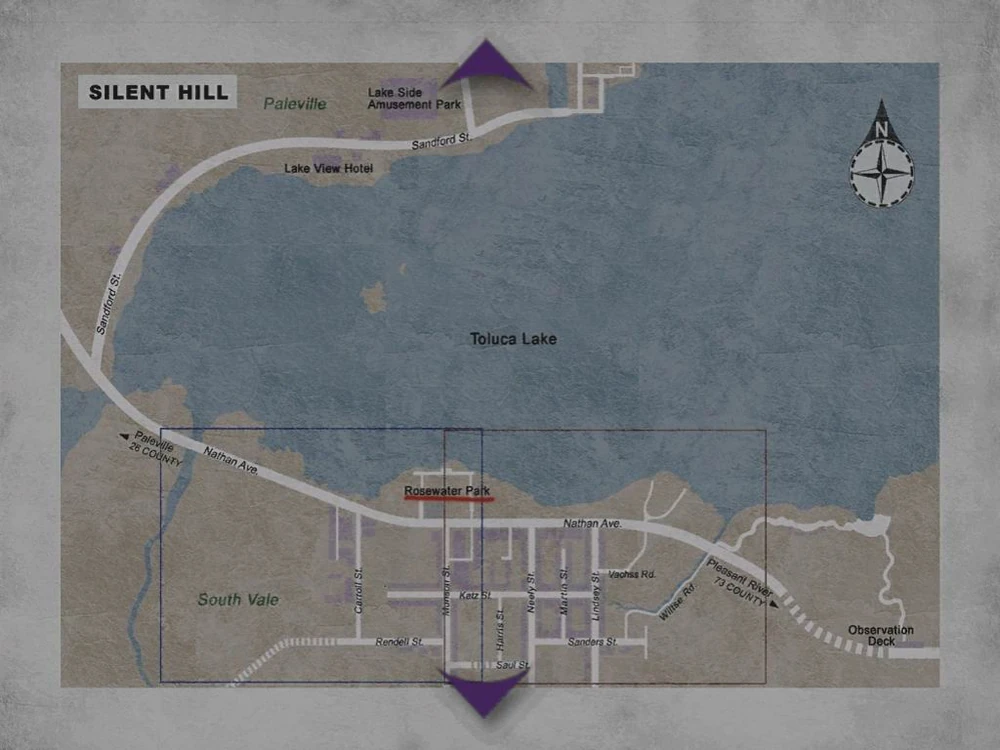 SILENT HILL
Paleville
Lake Side
Amusement Park
N
Sandford St.
Lake View Hotel
Sandford St.
Toluca Lake
Paleville
26 COUNTY
Nathan Ave.
Rosewater Park
Nathan Ave.
Pleasant River
73 COUNTY
Vachss Rd.
Wiltse Rd.
Carroll St.
Munson St.
Katz St.
Neely St.
Martin St.
Lindsey St.
South Vale
Harris St.
Rendell St.
Sanders St.
Saul St.
Observation
Deck